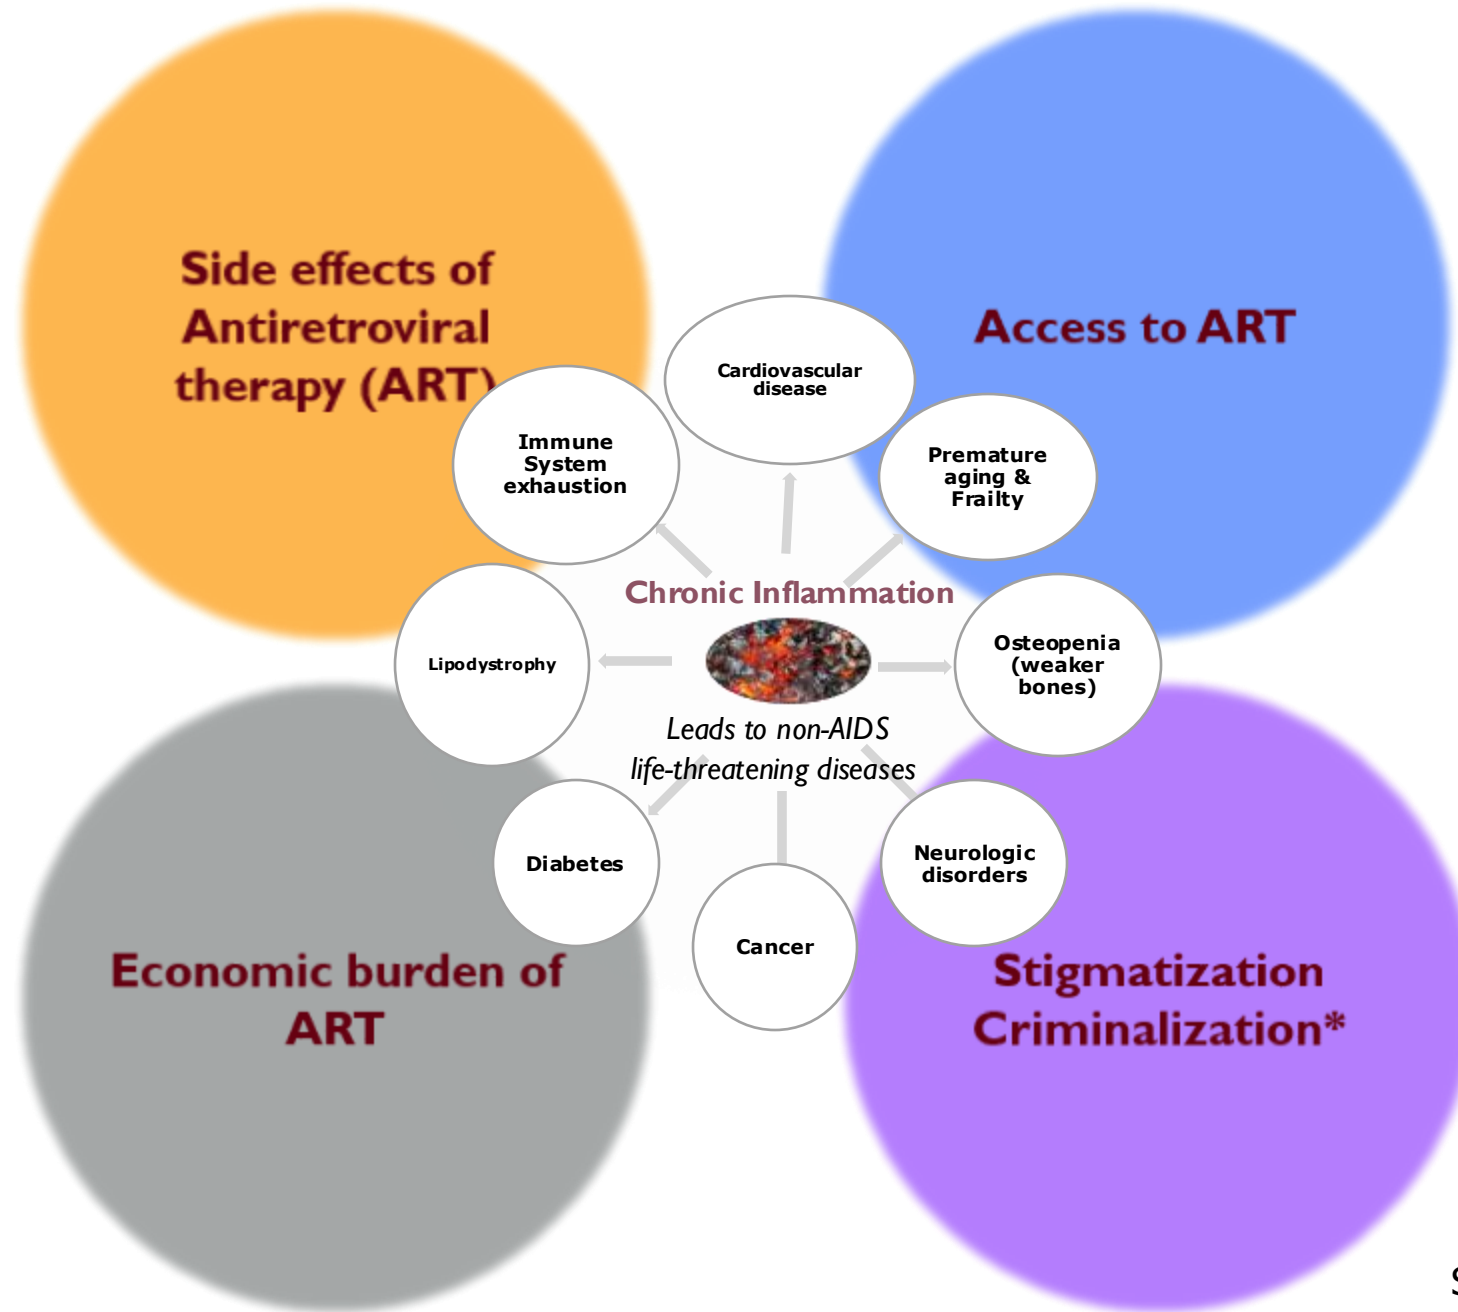 Side effects of
Antiretroviral
therapy (ART)
Access to ART
Cardiovascular
disease
Immune
System
exhaustion
Premature
aging &
Frailty
Chronic Inflammation
Lipodystrophy
Osteopenia
(weaker
bones)
Leads to non-AIDS
life-threatening diseases
Diabetes
Neurologic
disorders
Cancer
Economic burden of
ART
Stigmatization
Criminalization*